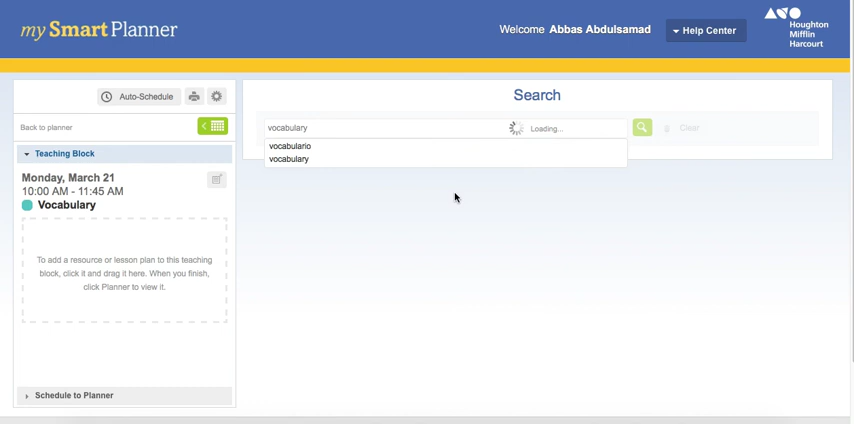 my Smart Planner
Welcome Abbas Abdulsamad
Help Center
Houghton
Mifflin
Harcourt
Auto-Schedule
Back to planner
Teaching Block
Monday, March 21
10:00 AM - 11:45 AM
Vocabulary
To add a resource or lesson plan to this teaching
block, click it and drag it here. When you finish,
click Planner to view it.
Schedule to Planner
Search
vocabulary
Loading...
Clear
vocabulario
vocabulary